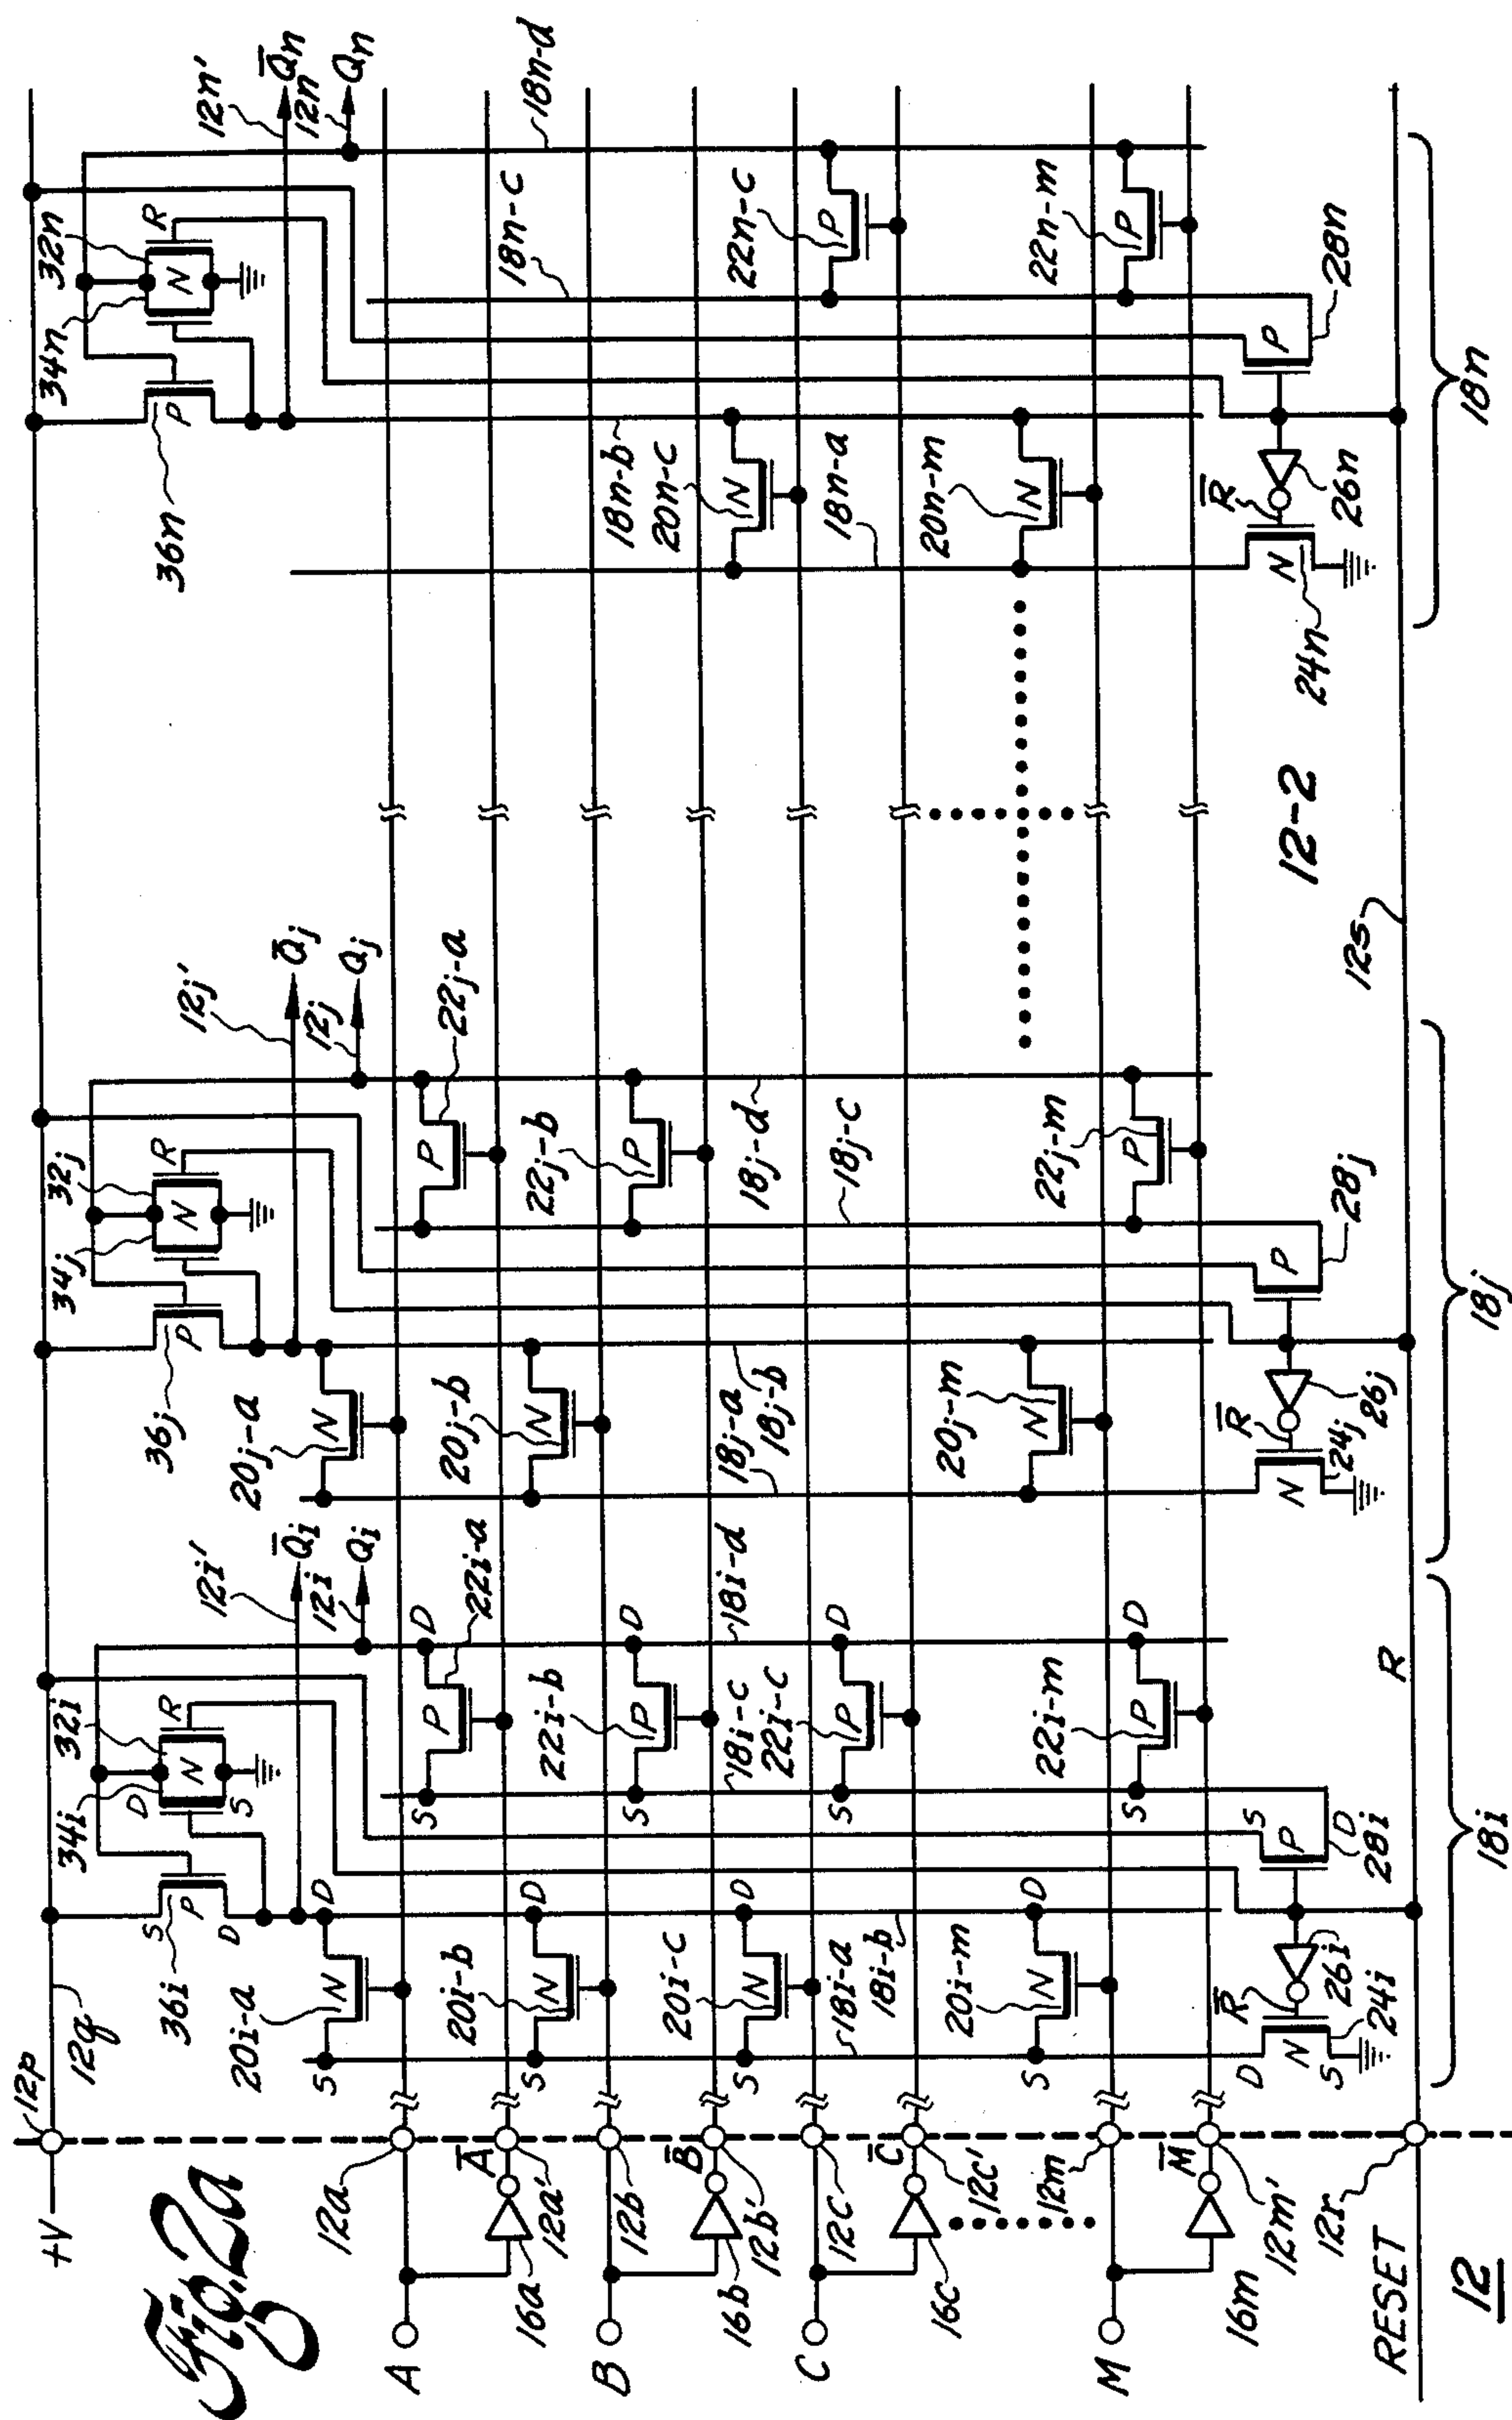 Fig. 2a
+V
12p
12q
36i
S
P
D
34i
32i
D
N
S
R
12i'
Q̅i
12i
Qi
36j
P
34j
32j
N
R
12j'
Q̅j
12j
Qj
36n
P
34n
32n
N
R
12n'
Q̅n
12n
Qn
A
12a
16a
A̅
12a'
20i-a
S
N
D
S
P
D
22i-a
20j-a
N
P
22j-a
18n-c
18n-d
B
12b
16b
B̅
12b'
20i-b
S
N
D
22i-b
S
P
D
18i-d
20j-b
N
22j-b
P
18n-b
20n-c
N
22n-c
P
C
12c
16c
C̅
12c'
20i-c
S
N
D
18i-c
22i-c
S
P
D
18i-a
18i-b
18j-a
18j-b
18j-d
18j-c
18n-a
M
12m
16m
M̅
12m'
20i-m
S
N
D
22i-m
S
P
D
20j-m
N
22j-m
P
20n-m
N
22n-m
P
D
N
S
R̅
26i
24i
S
P
D
28i
N
R̅
26j
24j
P
28j
12-2
N
R̅
26n
24n
P
28n
RESET
12r
R
12s
12
18i
18j
18n